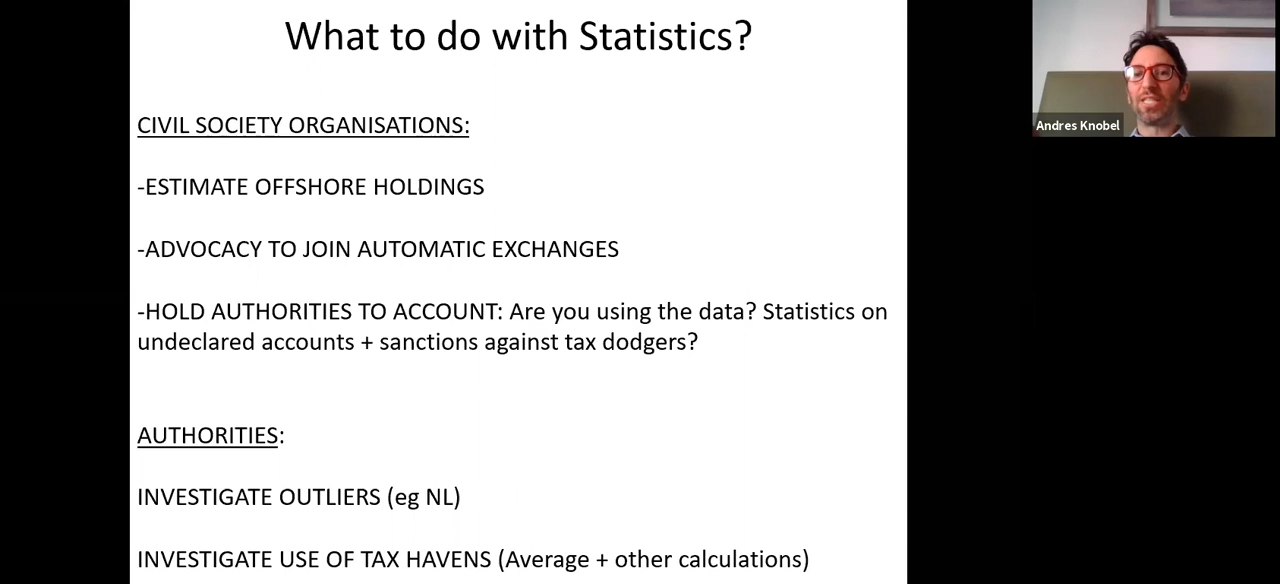 What to do with Statistics?
Andres Knobel
CIVIL SOCIETY ORGANISATIONS:
-ESTIMATE OFFSHORE HOLDINGS
-ADVOCACY TO JOIN AUTOMATIC EXCHANGES
-HOLD AUTHORITIES TO ACCOUNT: Are you using the data? Statistics on
undeclared accounts + sanctions against tax dodgers?
AUTHORITIES:
INVESTIGATE OUTLIERS (eg NL)
INVESTIGATE USE OF TAX HAVENS (Average + other calculations)